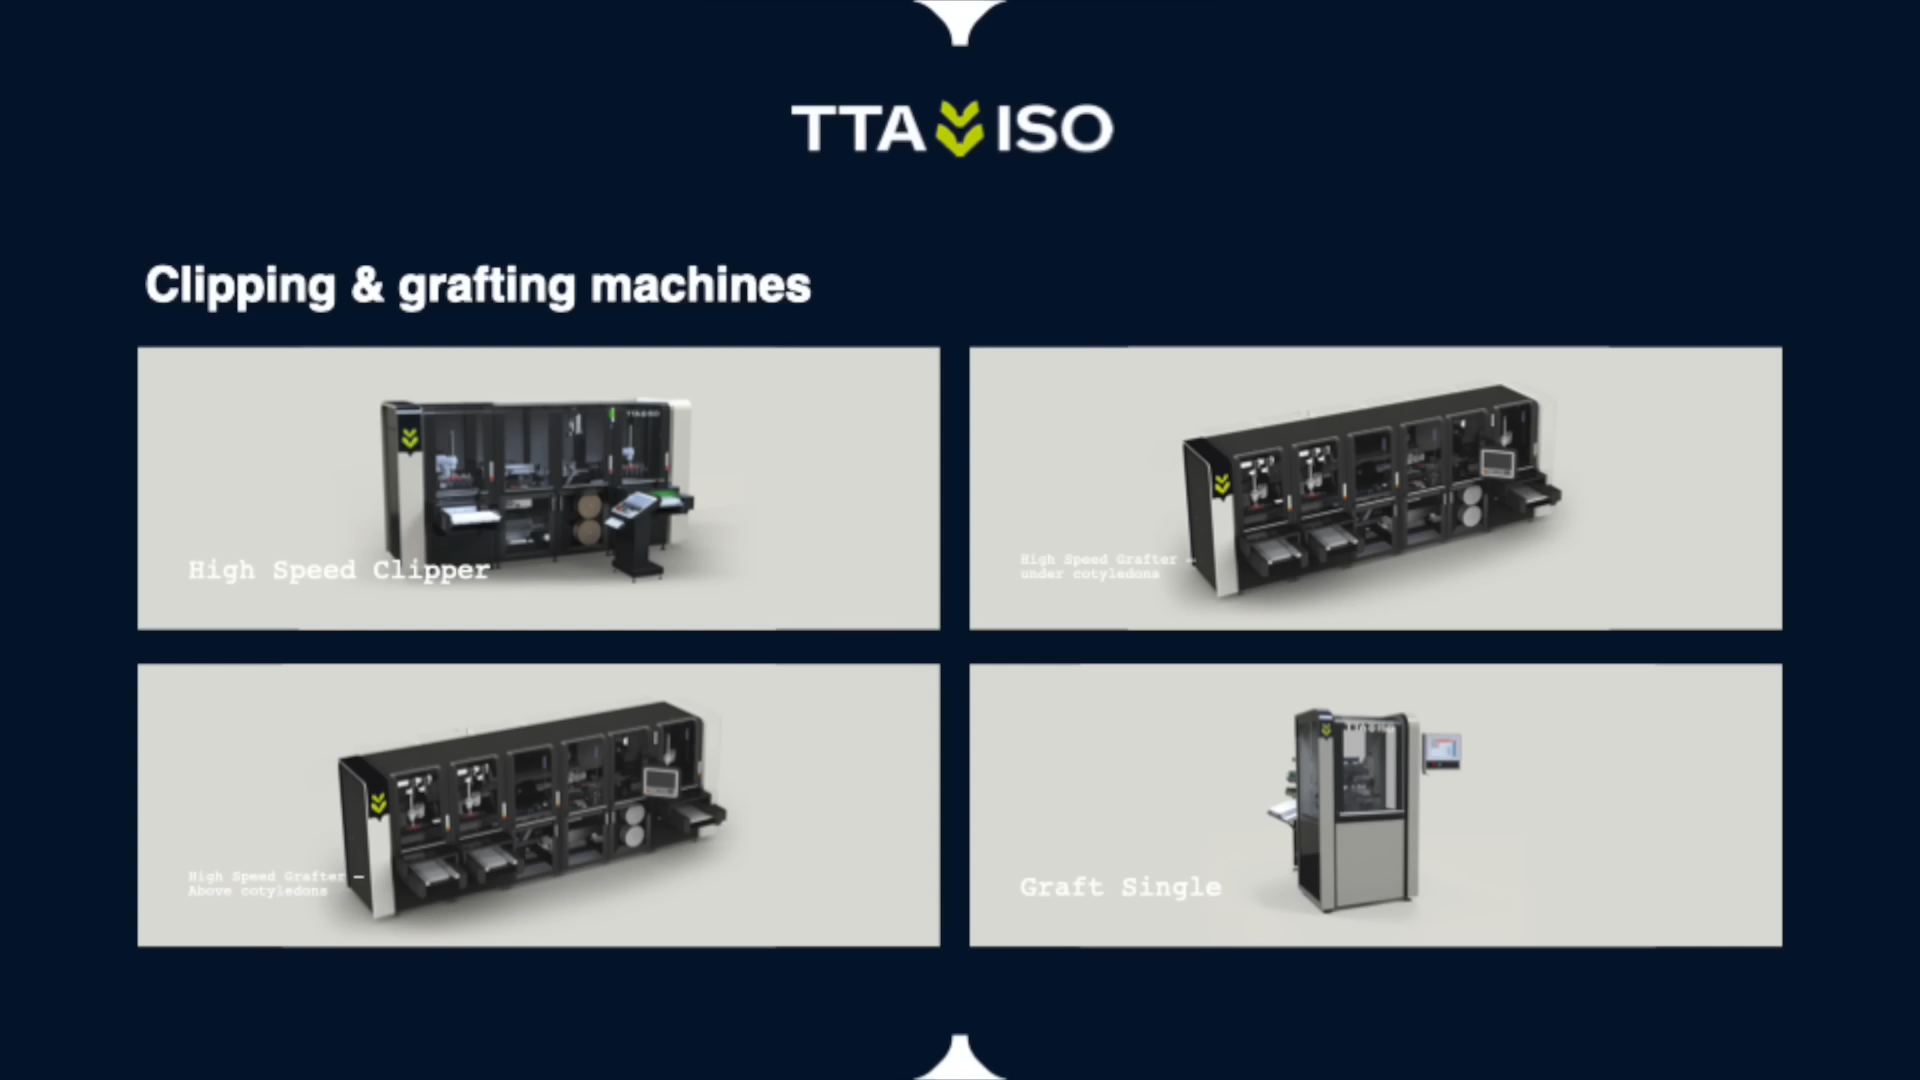 TTA ISO
Clipping & grafting machines
High Speed Clipper
High Speed Grafter –
under cotyledons
High Speed Grafter –
Above cotyledons
Graft Single